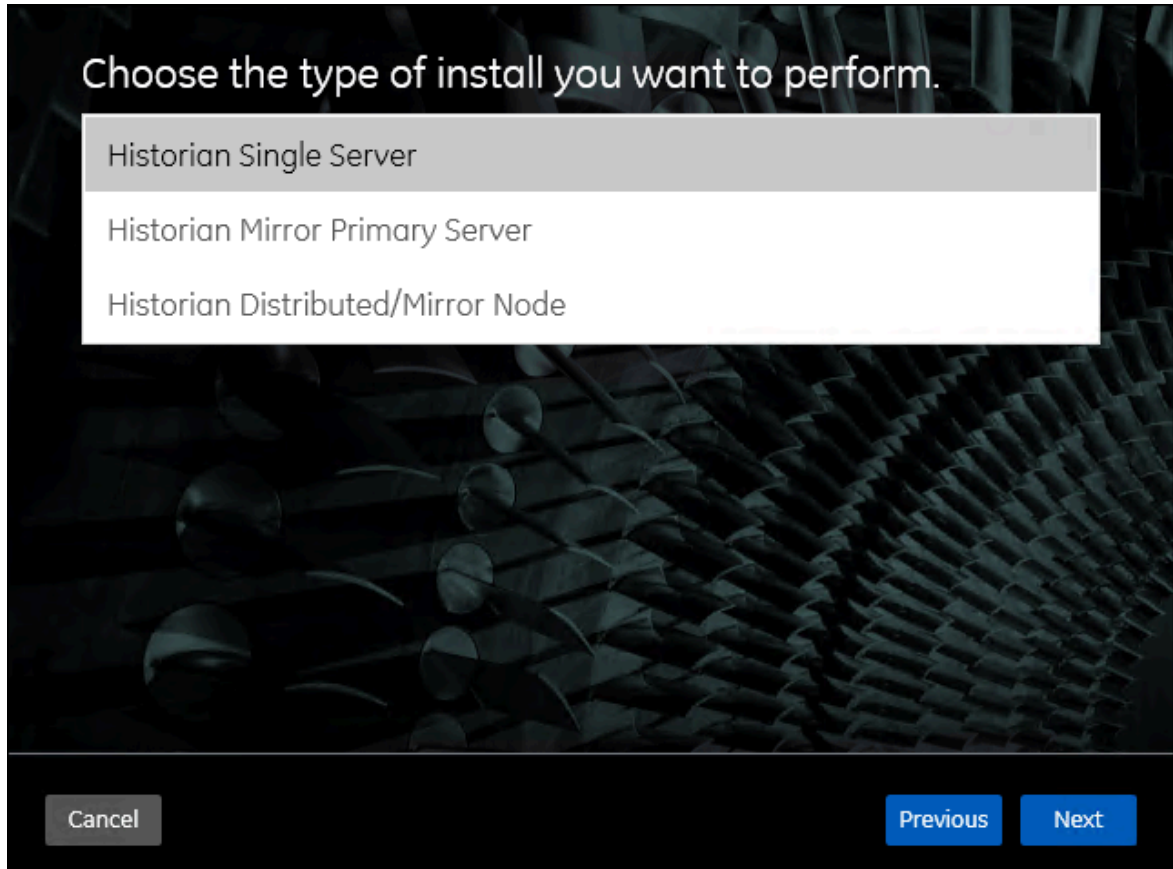 Choose the type of install you want to perform.
Historian Single Server
Historian Mirror Primary Server
Historian Distributed/Mirror Node
Cancel
Previous
Next